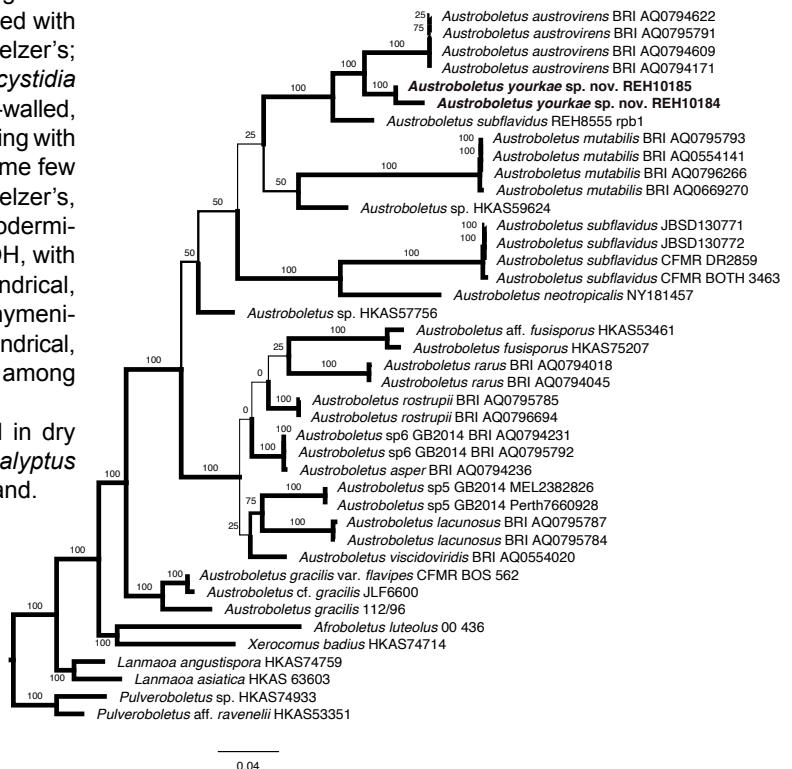 ed with
elzer's;
cystidia
-walled,
ing with
me few
elzer's,
odermi-
OH, with
ndrical,
ymeni-
ndrical,
among
d in dry
alyptus
and.
25
Austroboletus austrovirens BRI AQ0794622
75
Austroboletus austrovirens BRI AQ0795791
100
Austroboletus austrovirens BRI AQ0794609
Austroboletus austrovirens BRI AQ0794171
100
Austroboletus yourkae sp. nov. REH10185
100
Austroboletus yourkae sp. nov. REH10184
100
Austroboletus subflavidus REH8555 rpb1
25
100
Austroboletus mutabilis BRI AQ0795793
100
Austroboletus mutabilis BRI AQ0554141
100
Austroboletus mutabilis BRI AQ0796266
Austroboletus mutabilis BRI AQ0669270
50
Austroboletus sp. HKAS59624
50
100
Austroboletus subflavidus JBSD130771
100
Austroboletus subflavidus JBSD130772
100
Austroboletus subflavidus CFMR DR2859
100
Austroboletus subflavidus CFMR BOTH 3463
Austroboletus neotropicalis NY181457
50
Austroboletus sp. HKAS57756
100
Austroboletus aff. fusisporus HKAS53461
Austroboletus fusisporus HKAS75207
25
100
Austroboletus rarus BRI AQ0794018
Austroboletus rarus BRI AQ0794045
0
100
Austroboletus rostrupii BRI AQ0795785
Austroboletus rostrupii BRI AQ0796694
0
100
Austroboletus sp6 GB2014 BRI AQ0794231
Austroboletus sp6 GB2014 BRI AQ0795792
Austroboletus asper BRI AQ0794236
100
100
100
Austroboletus sp5 GB2014 MEL2382826
Austroboletus sp5 GB2014 Perth7660928
75
100
Austroboletus lacunosus BRI AQ0795787
Austroboletus lacunosus BRI AQ0795784
25
Austroboletus viscidoviridis BRI AQ0554020
100
100
Austroboletus gracilis var. flavipes CFMR BOS 562
Austroboletus cf. gracilis JLF6600
100
Austroboletus gracilis 112/96
100
Afroboletus luteolus 00 436
100
Xerocomus badius HKAS74714
100
Lanmaoa angustispora HKAS74759
100
Lanmaoa asiatica HKAS 63603
100
Pulveroboletus sp. HKAS74933
Pulveroboletus aff. ravenelii HKAS53351
0.04